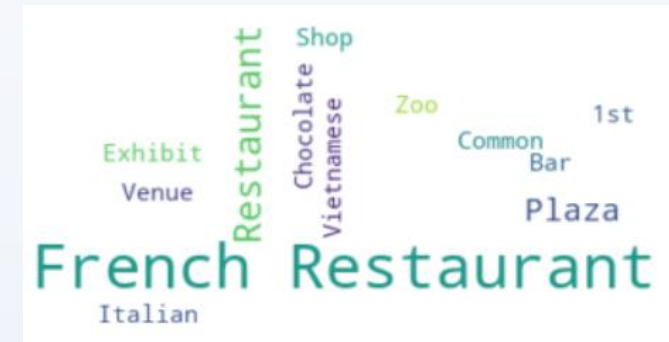 Shop
Restaurant
Chocolate
Vietnamese
Zoo
1st
Common
Bar
Exhibit
Venue
Plaza
French Restaurant
Italian